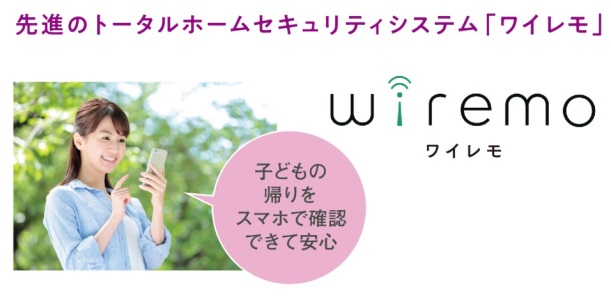 先進のトータルホームセキュリティシステム「ワイレモ」
wiremo
ワイレモ
子どもの
帰りを
スマホで確認
できて安心